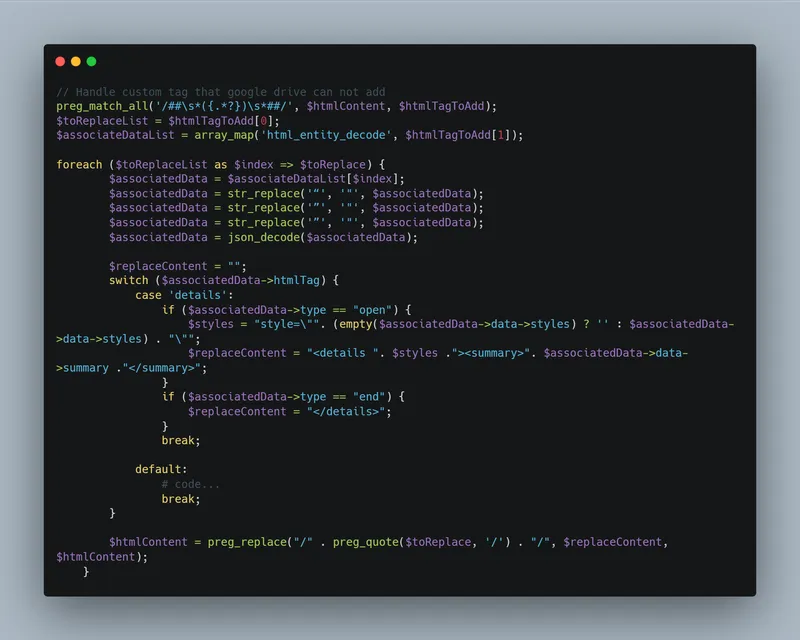 // Handle custom tag that google drive can not add
preg_match_all('/##\s*({.*?})\s*##/', $htmlContent, $htmlTagToAdd);
$toReplaceList = $htmlTagToAdd[0];
$associateDataList = array_map('html_entity_decode', $htmlTagToAdd[1]);
foreach ($toReplaceList as $index => $toReplace) {
$associatedData = $associateDataList[$index];
$associatedData = str_replace('“', '"', $associatedData);
$associatedData = str_replace('”', '"', $associatedData);
$associatedData = str_replace('”', '"', $associatedData);
$associatedData = json_decode($associatedData);
$replaceContent = "";
switch ($associatedData->htmlTag) {
case 'details':
if ($associatedData->type == "open") {
$styles = "style=\"". (empty($associatedData->data->styles) ? '' : $associatedData-
>data->styles) . "\"";
$replaceContent = "<details ". $styles ."><summary>". $associatedData->data-
>summary ."</summary>";
}
if ($associatedData->type == "end") {
$replaceContent = "</details>";
}
break;
default:
# code...
break;
}
$htmlContent = preg_replace("/" . preg_quote($toReplace, '/') . "/", $replaceContent,
$htmlContent);
}